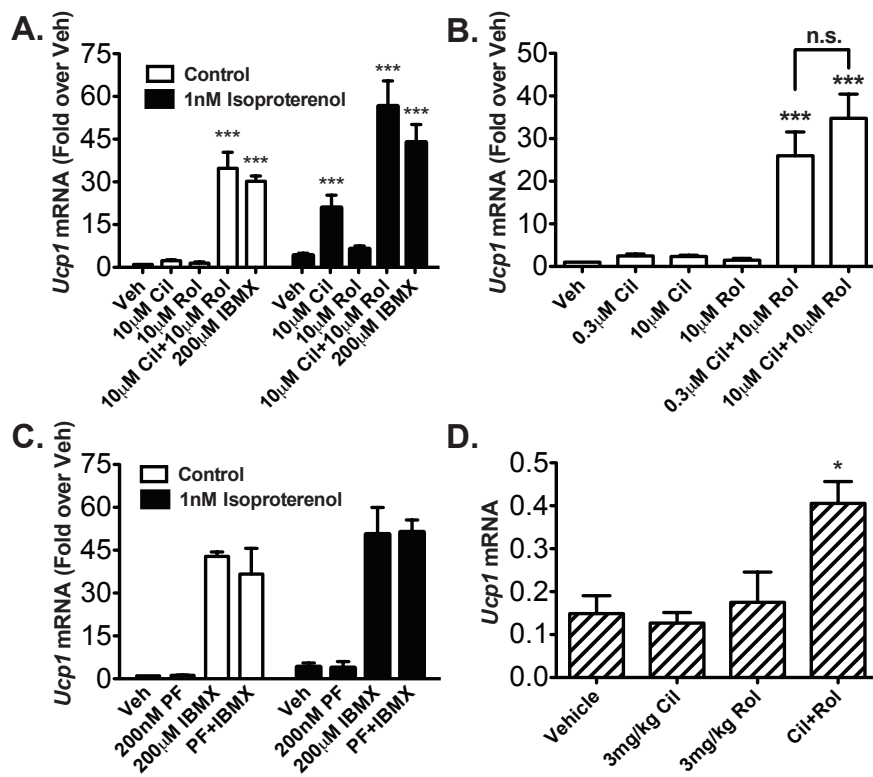 A.
Ucp1 mRNA (Fold over Veh)
75
60
45
30
15
0
Control
1nM Isoproterenol
***
***
***
***
***
Veh
10μM Cil
10μM Rol
10μM Cil+10μM Rol
200μM IBMX
Veh
10μM Cil
10μM Rol
10μM Cil+10μM Rol
200μM IBMX
B.
Ucp1 mRNA (Fold over Veh)
50
40
30
20
10
0
n.s.
***
***
Veh
0.3μM Cil
10μM Cil
10μM Rol
0.3μM Cil+10μM Rol
10μM Cil+10μM Rol
C.
Ucp1 mRNA (Fold over Veh)
75
60
45
30
15
0
Control
1nM Isoproterenol
Veh
200nM PF
200μM IBMX
PF+IBMX
Veh
200nM PF
200μM IBMX
PF+IBMX
D.
Ucp1 mRNA
0.5
0.4
0.3
0.2
0.1
0.0
*
Vehicle
3mg/kg Cil
3mg/kg Rol
Cil+Rol